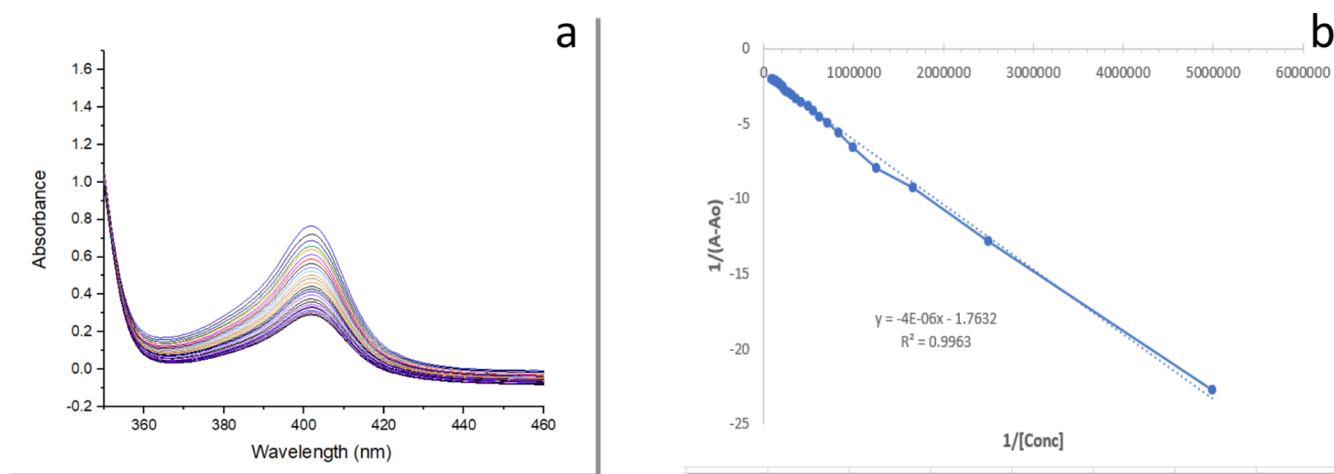 a
1.6
1.4
1.2
1.0
0.8
0.6
0.4
0.2
0.0
-0.2
Absorbance
360 380 400 420 440 460
Wavelength (nm)
b
0
-5
-10
-15
-20
-25
0 1000000 2000000 3000000 4000000 5000000 6000000
1/(A-Ao)
y = -4E-06x - 1.7632
R² = 0.9963
1/[Conc]